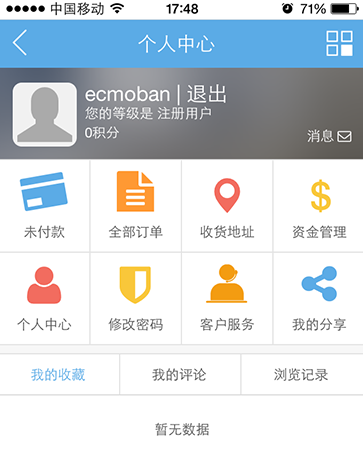 中国移动 17:48 71%
个人中心
ecmoban | 退出
您的等级是 注册用户
0积分
消息
未付款 全部订单 收货地址 资金管理
个人中心 修改密码 客户服务 我的分享
我的收藏 我的评论 浏览记录
暂无数据